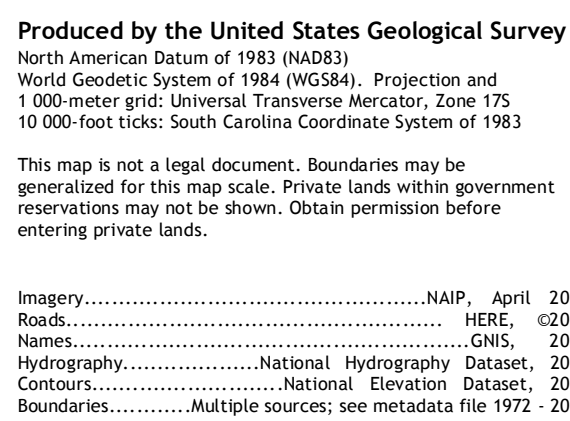 Produced by the United States Geological Survey
North American Datum of 1983 (NAD83)
World Geodetic System of 1984 (WGS84). Projection and
1 000-meter grid: Universal Transverse Mercator, Zone 17S
10 000-foot ticks: South Carolina Coordinate System of 1983
This map is not a legal document. Boundaries may be
generalized for this map scale. Private lands within government
reservations may not be shown. Obtain permission before
entering private lands.
Imagery..................................................NAIP, April 20
Roads....................................................... HERE, ©20
Names..........................................................GNIS, 20
Hydrography....................National Hydrography Dataset, 20
Contours............................National Elevation Dataset, 20
Boundaries............Multiple sources; see metadata file 1972 - 20